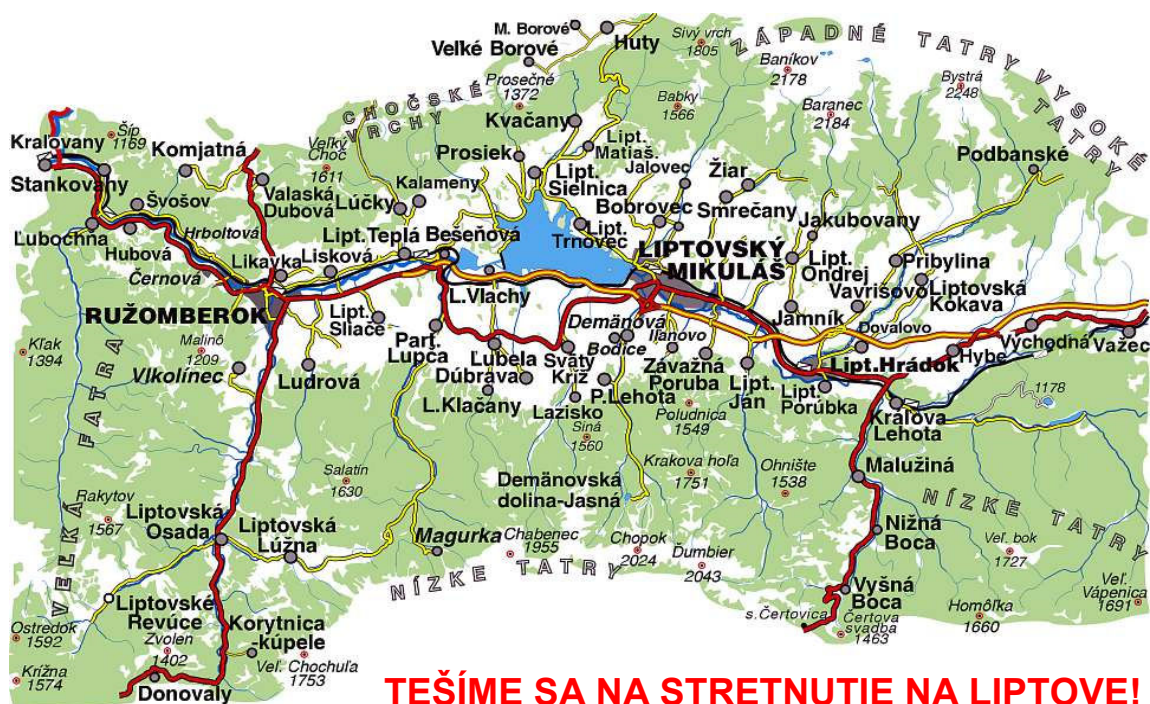 M. Borové
Veľké Borové
Huty
Sivý vrch
1805
ZÁPADNÉ TATRY
VYSOKÉ
TATRY
Baníkov
2178
Bystrá
2248
Prosečné
1372
Babky
1566
Baranec
2184
CHOČSKÉ
VRCHY
Kvačany
Kraľovany
Šíp
1169
Komjatná
Veľký
Choč
1611
Prosiek
Lipt.
Matiaš.
Jalovec
Žiar
Podbanské
Stankovany
Švošov
Valaská
Dubová
Lúčky
Kalameny
Lipt.
Sielnica
Bobrovec
Smrečany
Jakubovany
Ľubochňa
Hubová
Hrboltová
Lipt.Teplá
Bešeňová
Lipt.
Trnovec
LIPTOVSKÝ
MIKULÁŠ
Černová
Likavka
Lisková
Lipt.
Ondrej
Pribylina
Vavrišovo
Liptovská
Kokava
RUŽOMBEROK
Lipt.
Sliače
L.Vlachy
Part.
Ľupča
Demänová
Iľanovo
Bodice
Jamník
Dovalovo
Východná
Važec
Kľak
1394
Malinô
1209
Vlkolínec
Ludrová
Ľubela
Dúbrava
Svätý
Kríž
Závažná
Poruba
Lipt.
Ján
Lipt.Hrádok
Hybe
L.Klačany
Lazisko
P.Lehota
Poludnica
1549
Lipt.
Porúbka
Kráľova
Lehota
1178
Siná
1560
VEĽKÁ FATRA
Salatín
1630
Demänovská
dolina-Jasná
Krakova hoľa
1751
Ohnište
1538
Malužiná
NÍZKE TATRY
Rakytov
1567
Liptovská
Osada
Liptovská
Lúžna
Magurka
Chabenec
1955
Chopok
2024
Ďumbier
2043
Nižná
Boca
Veľ. bok
1727
NÍZKE TATRY
Liptovské
Revúce
Korytnica
-kúpele
Vyšná
Boca
s.Čertovica
Čertova
svadba
1463
Homôľka
1660
Veľ.
Vápenica
1691
Ostredok
1592
Zvolen
1402
Veľ. Chochuľa
1753
Krížna
1574
Donovaly
TEŠÍME SA NA STRETNUTIE NA LIPTOVE!